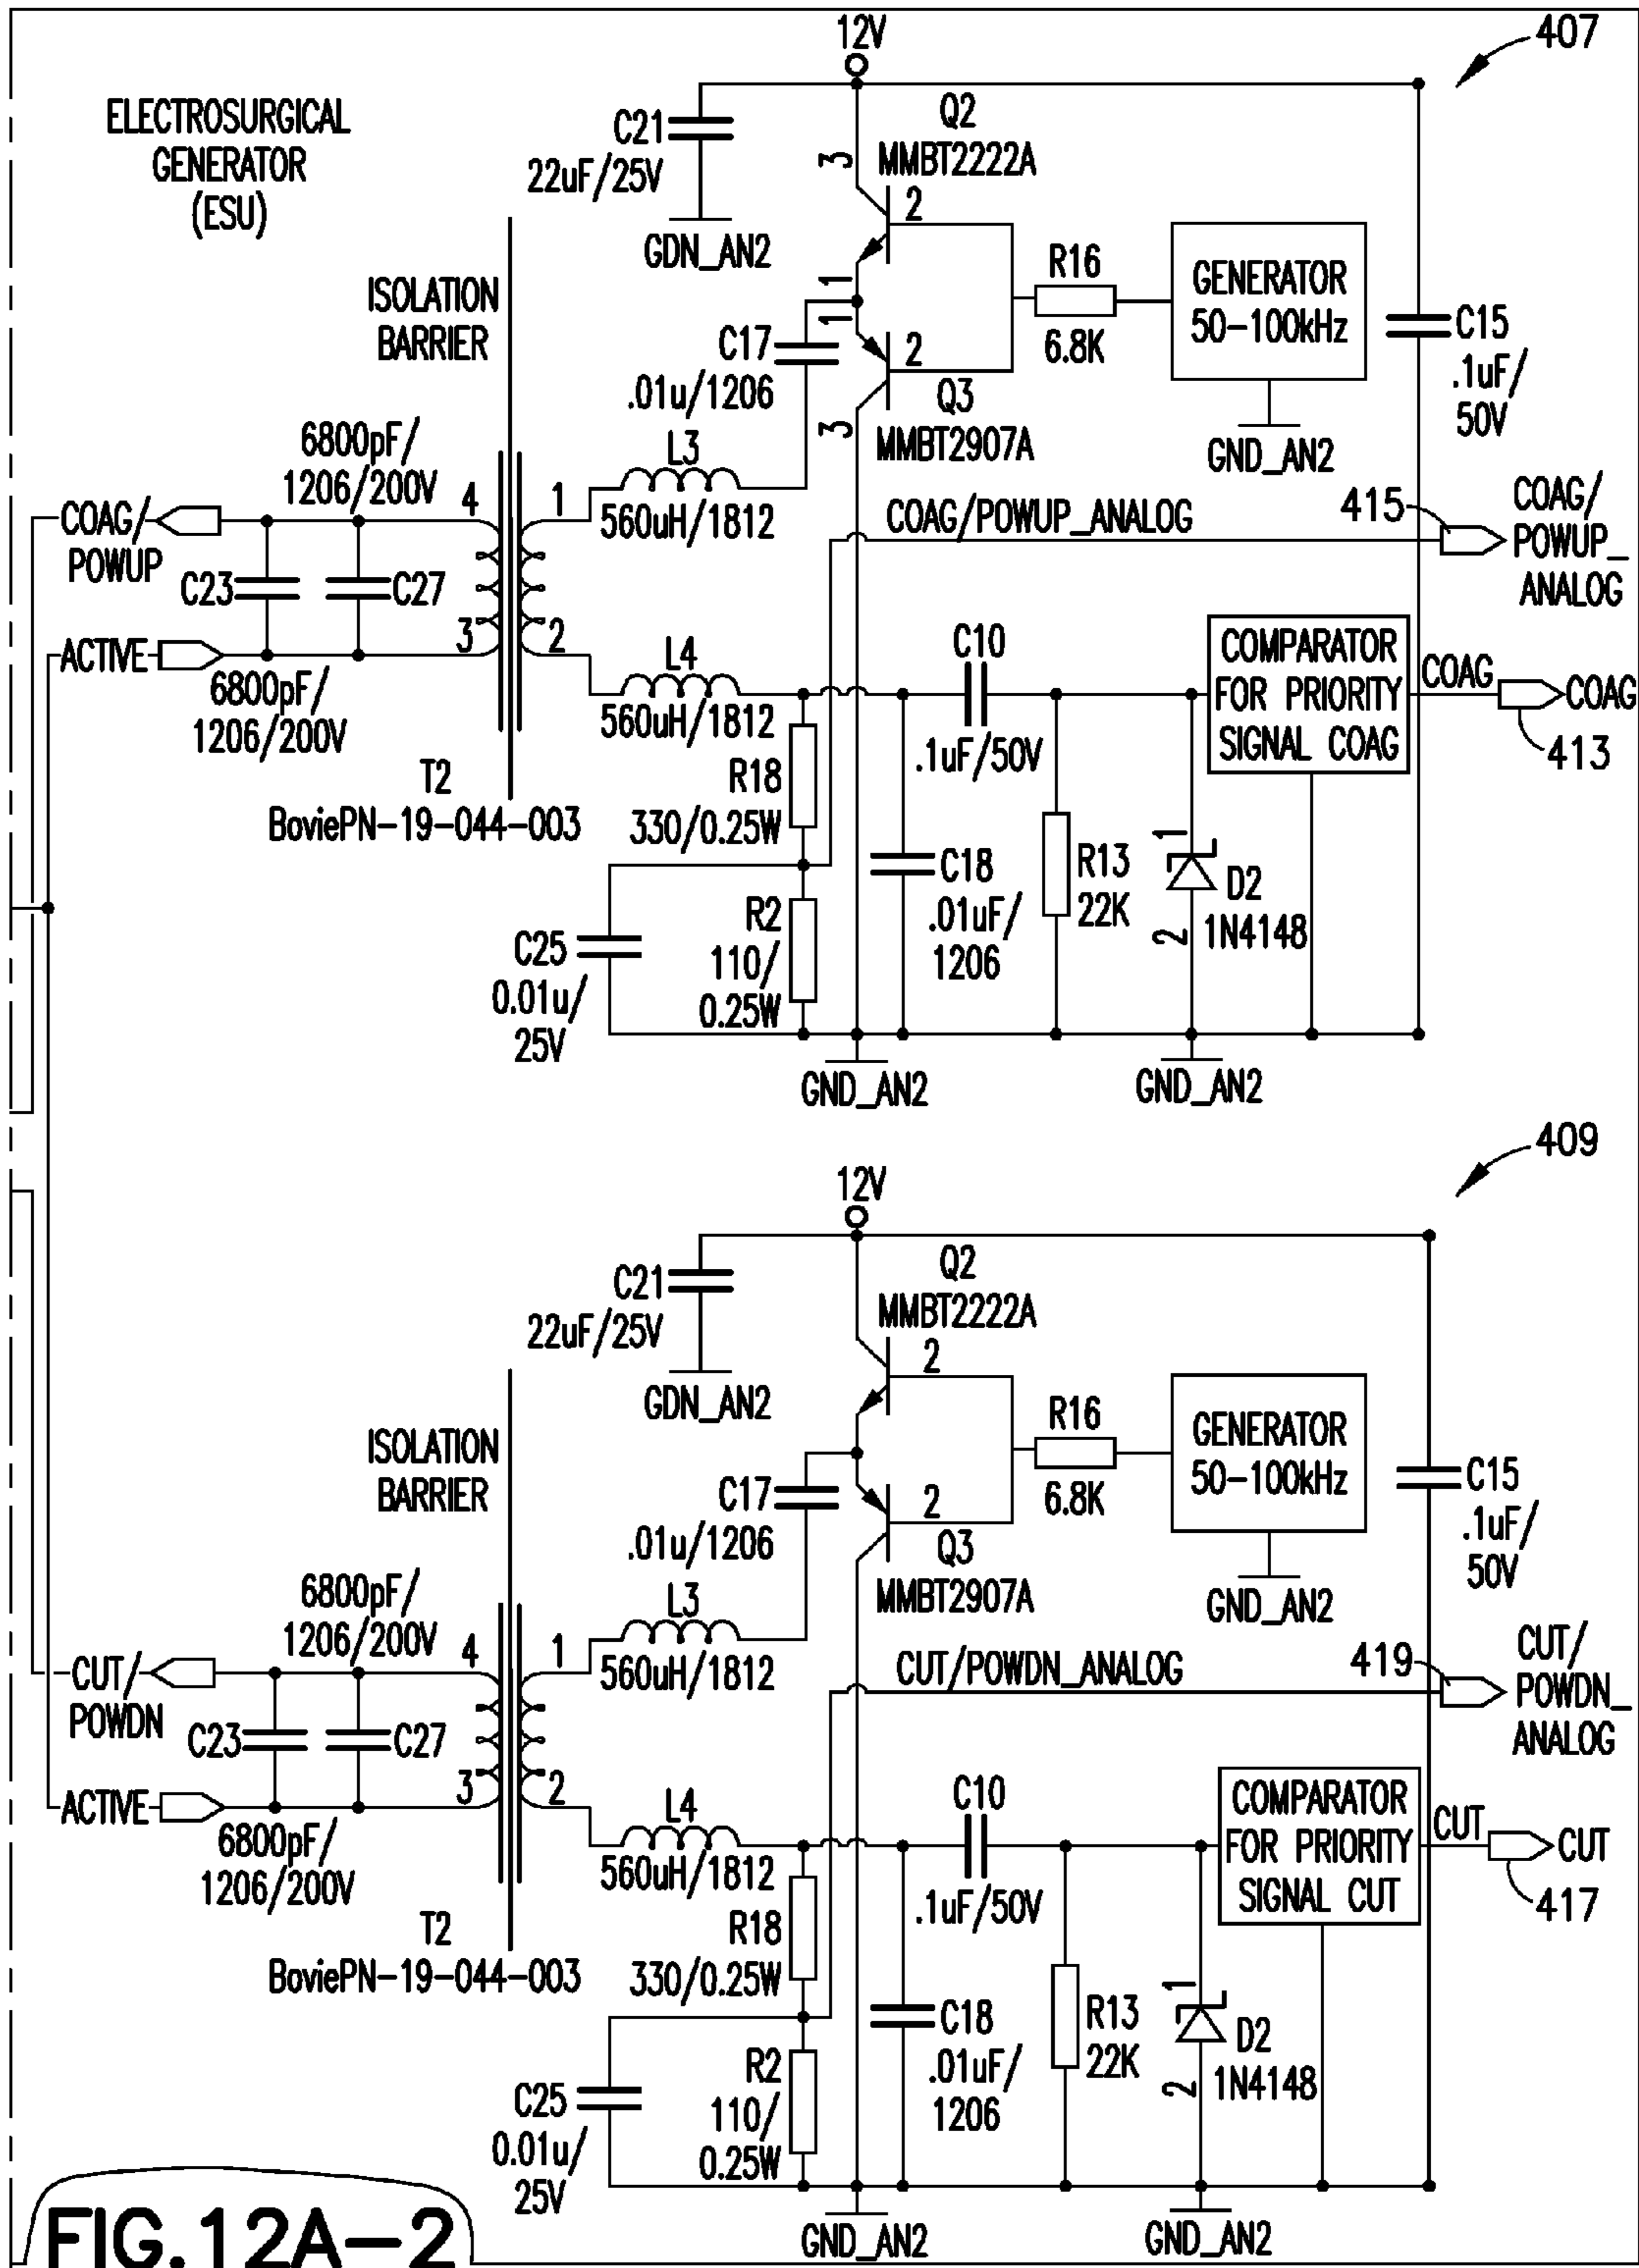 407
12V
ELECTROSURGICAL
GENERATOR
(ESU)
C21
22uF/25V
GDN_AN2
Q2
MMBT2222A
3
2
1
1
2
3
Q3
MMBT2907A
R16
6.8K
GENERATOR
50-100kHz
GND_AN2
C15
.1uF/
50V
ISOLATION
BARRIER
C17
.01u/1206
6800pF/
1206/200V
4
1
L3
560uH/1812
COAG/
POWUP
C23
C27
3
2
ACTIVE
6800pF/
1206/200V
COAG/POWUP_ANALOG
415
COAG/
POWUP_
ANALOG
L4
560uH/1812
C10
.1uF/50V
COMPARATOR
FOR PRIORITY
SIGNAL COAG
COAG
COAG
413
T2
BoviePN-19-044-003
R18
330/0.25W
R2
110/
0.25W
C25
0.01u/
25V
C18
.01uF/
1206
R13
22K
1
2
D2
1N4148
GND_AN2
GND_AN2
409
12V
C21
22uF/25V
GDN_AN2
Q2
MMBT2222A
2
2
Q3
MMBT2907A
R16
6.8K
GENERATOR
50-100kHz
GND_AN2
C15
.1uF/
50V
ISOLATION
BARRIER
C17
.01u/1206
6800pF/
1206/200V
4
1
L3
560uH/1812
CUT/
POWDN
C23
C27
3
2
ACTIVE
6800pF/
1206/200V
CUT/POWDN_ANALOG
419
CUT/
POWDN_
ANALOG
L4
560uH/1812
C10
.1uF/50V
COMPARATOR
FOR PRIORITY
SIGNAL CUT
CUT
CUT
417
T2
BoviePN-19-044-003
R18
330/0.25W
R2
110/
0.25W
C25
0.01u/
25V
C18
.01uF/
1206
R13
22K
1
2
D2
1N4148
GND_AN2
GND_AN2
FIG.12A-2